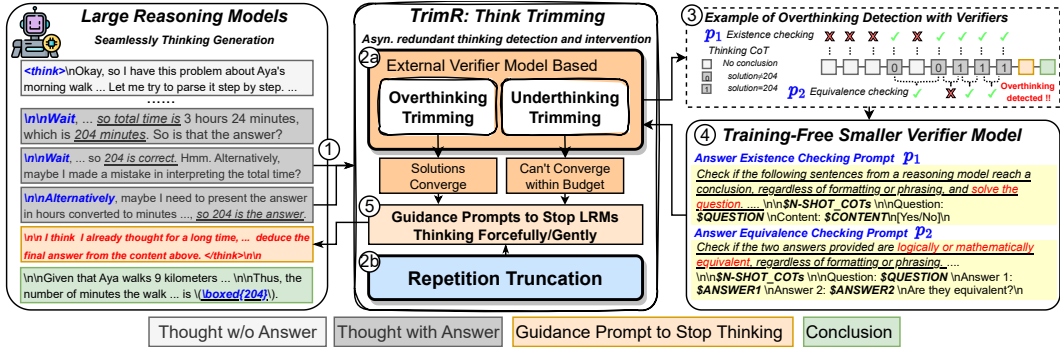 Large Reasoning Models
Seamlessly Thinking Generation
<think>\nOkay, so I have this problem about Aya's
morning walk ... Let me try to parse it step by step. ...
......
\n\nWait, ... so total time is 3 hours 24 minutes,
which is 204 minutes. So is that the answer?
\n\nWait, ... so 204 is correct. Hmm. Alternatively,
maybe I made a mistake in interpreting the total time?
\n\nAlternatively, maybe I need to present the answer
in hours converted to minutes ..., so 204 is the answer.
\n\n I think I already thought for a long time, ... deduce the
final answer from the content above. </think>\n\n
\n\nGiven that Aya walks 9 kilometers ... \n\nThus, the
number of minutes the walk ... is \(\boxed{204}\).
1
TrimR: Think Trimming
Asyn. redundant thinking detection and intervention
2a
External Verifier Model Based
Overthinking
Trimming
Underthinking
Trimming
Solutions
Converge
Can't Converge
within Budget
5
Guidance Prompts to Stop LRMs
Thinking Forcefully/Gently
2b
Repetition Truncation
3
Example of Overthinking Detection with Verifiers
p1 Existence checking
Thinking CoT
No conclusion
0 solution≠204
1 solution=204
0 0 1 1 1
p2 Equivalence checking
Overthinking
detected !!
4
Training-Free Smaller Verifier Model
Answer Existence Checking Prompt p1
Check if the following sentences from a reasoning model reach a
conclusion, regardless of formatting or phrasing, and solve the
question. .... \n\n$N-SHOT_COTs \n\nQuestion:
$QUESTION \nContent: $CONTENT\n[Yes/No]\n
Answer Equivalence Checking Prompt p2
Check if the two answers provided are logically or mathematically
equivalent, regardless of formatting or phrasing, ....
\n\n$N-SHOT_COTs \n\nQuestion: $QUESTION \nAnswer 1:
$ANSWER1 \nAnswer 2: $ANSWER2 \nAre they equivalent?\n
Thought w/o Answer
Thought with Answer
Guidance Prompt to Stop Thinking
Conclusion